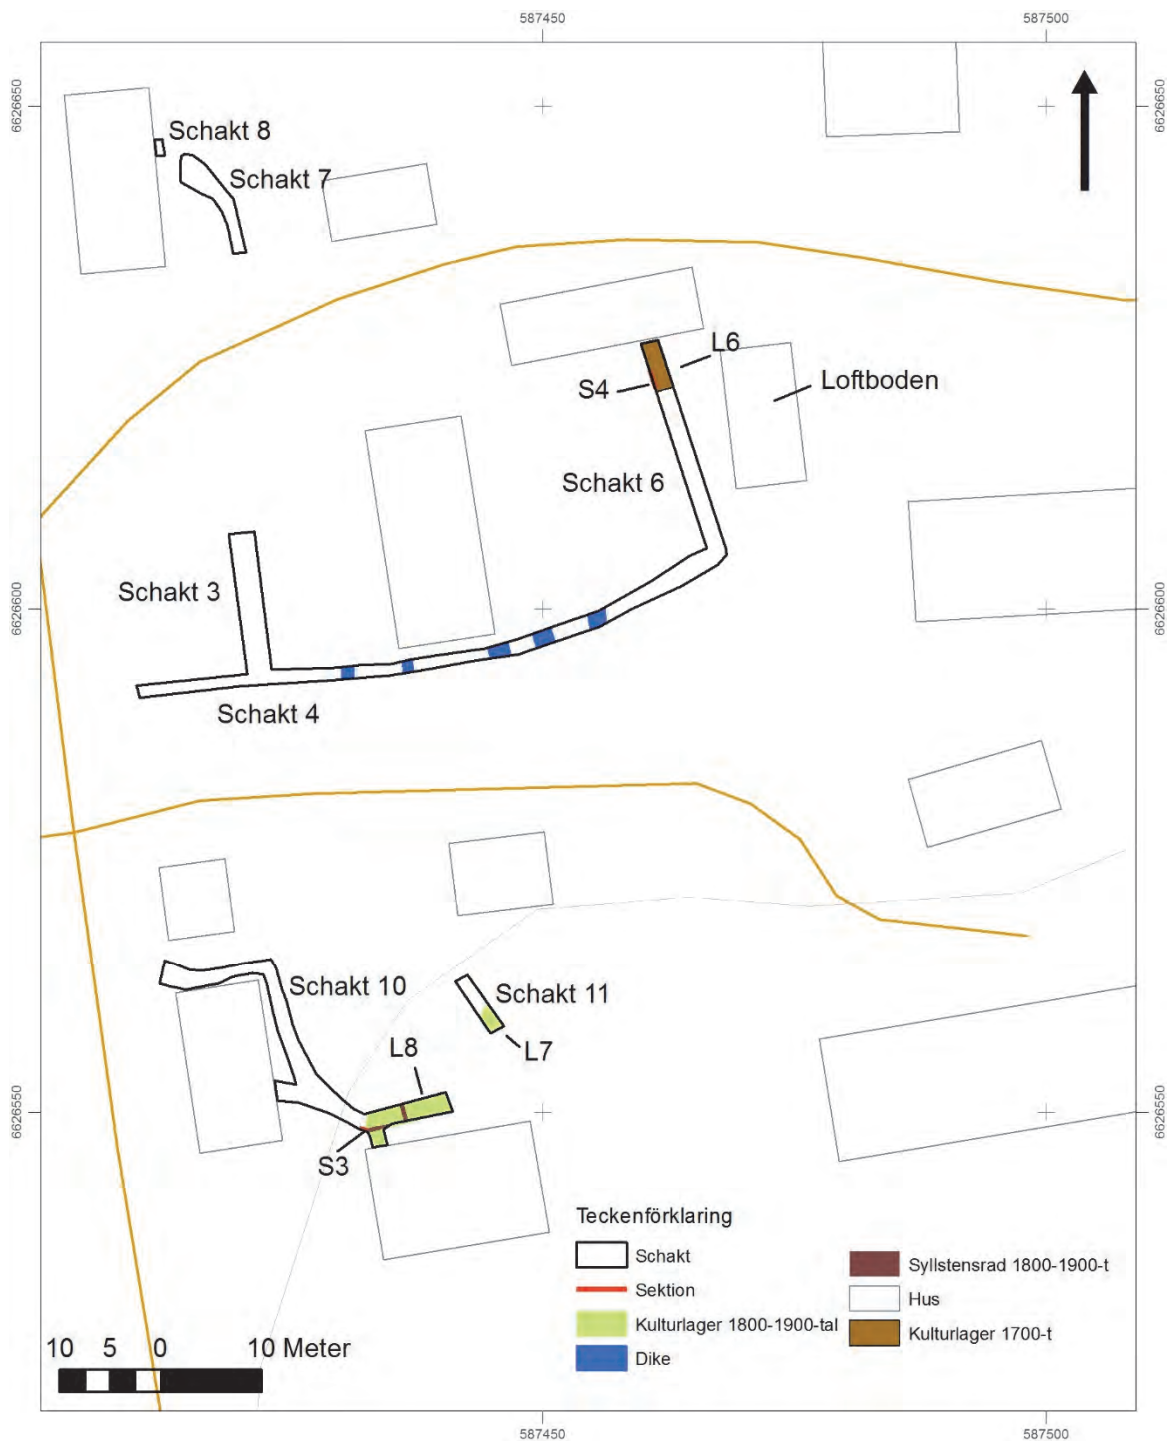 587450
587500
6626650
6626650
Schakt 8
Schakt 7
L6
S4
Loftboden
Schakt 6
Schakt 3
6626600
6626600
Schakt 4
Schakt 10
Schakt 11
L7
L8
6626550
6626550
S3
Teckenförklaring
Schakt
Sektion
Kulturlager 1800-1900-tal
Dike
Syllstensrad 1800-1900-t
Hus
Kulturlager 1700-t
10 5 0 10 Meter
587450
587500